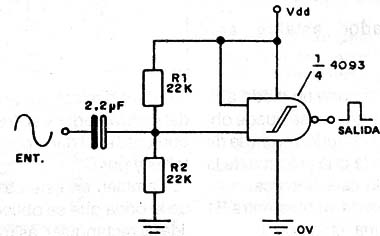 Vdd
1/4 4093
R1
22K
2,2µF
ENT.
SALIDA
R2
22K
0V